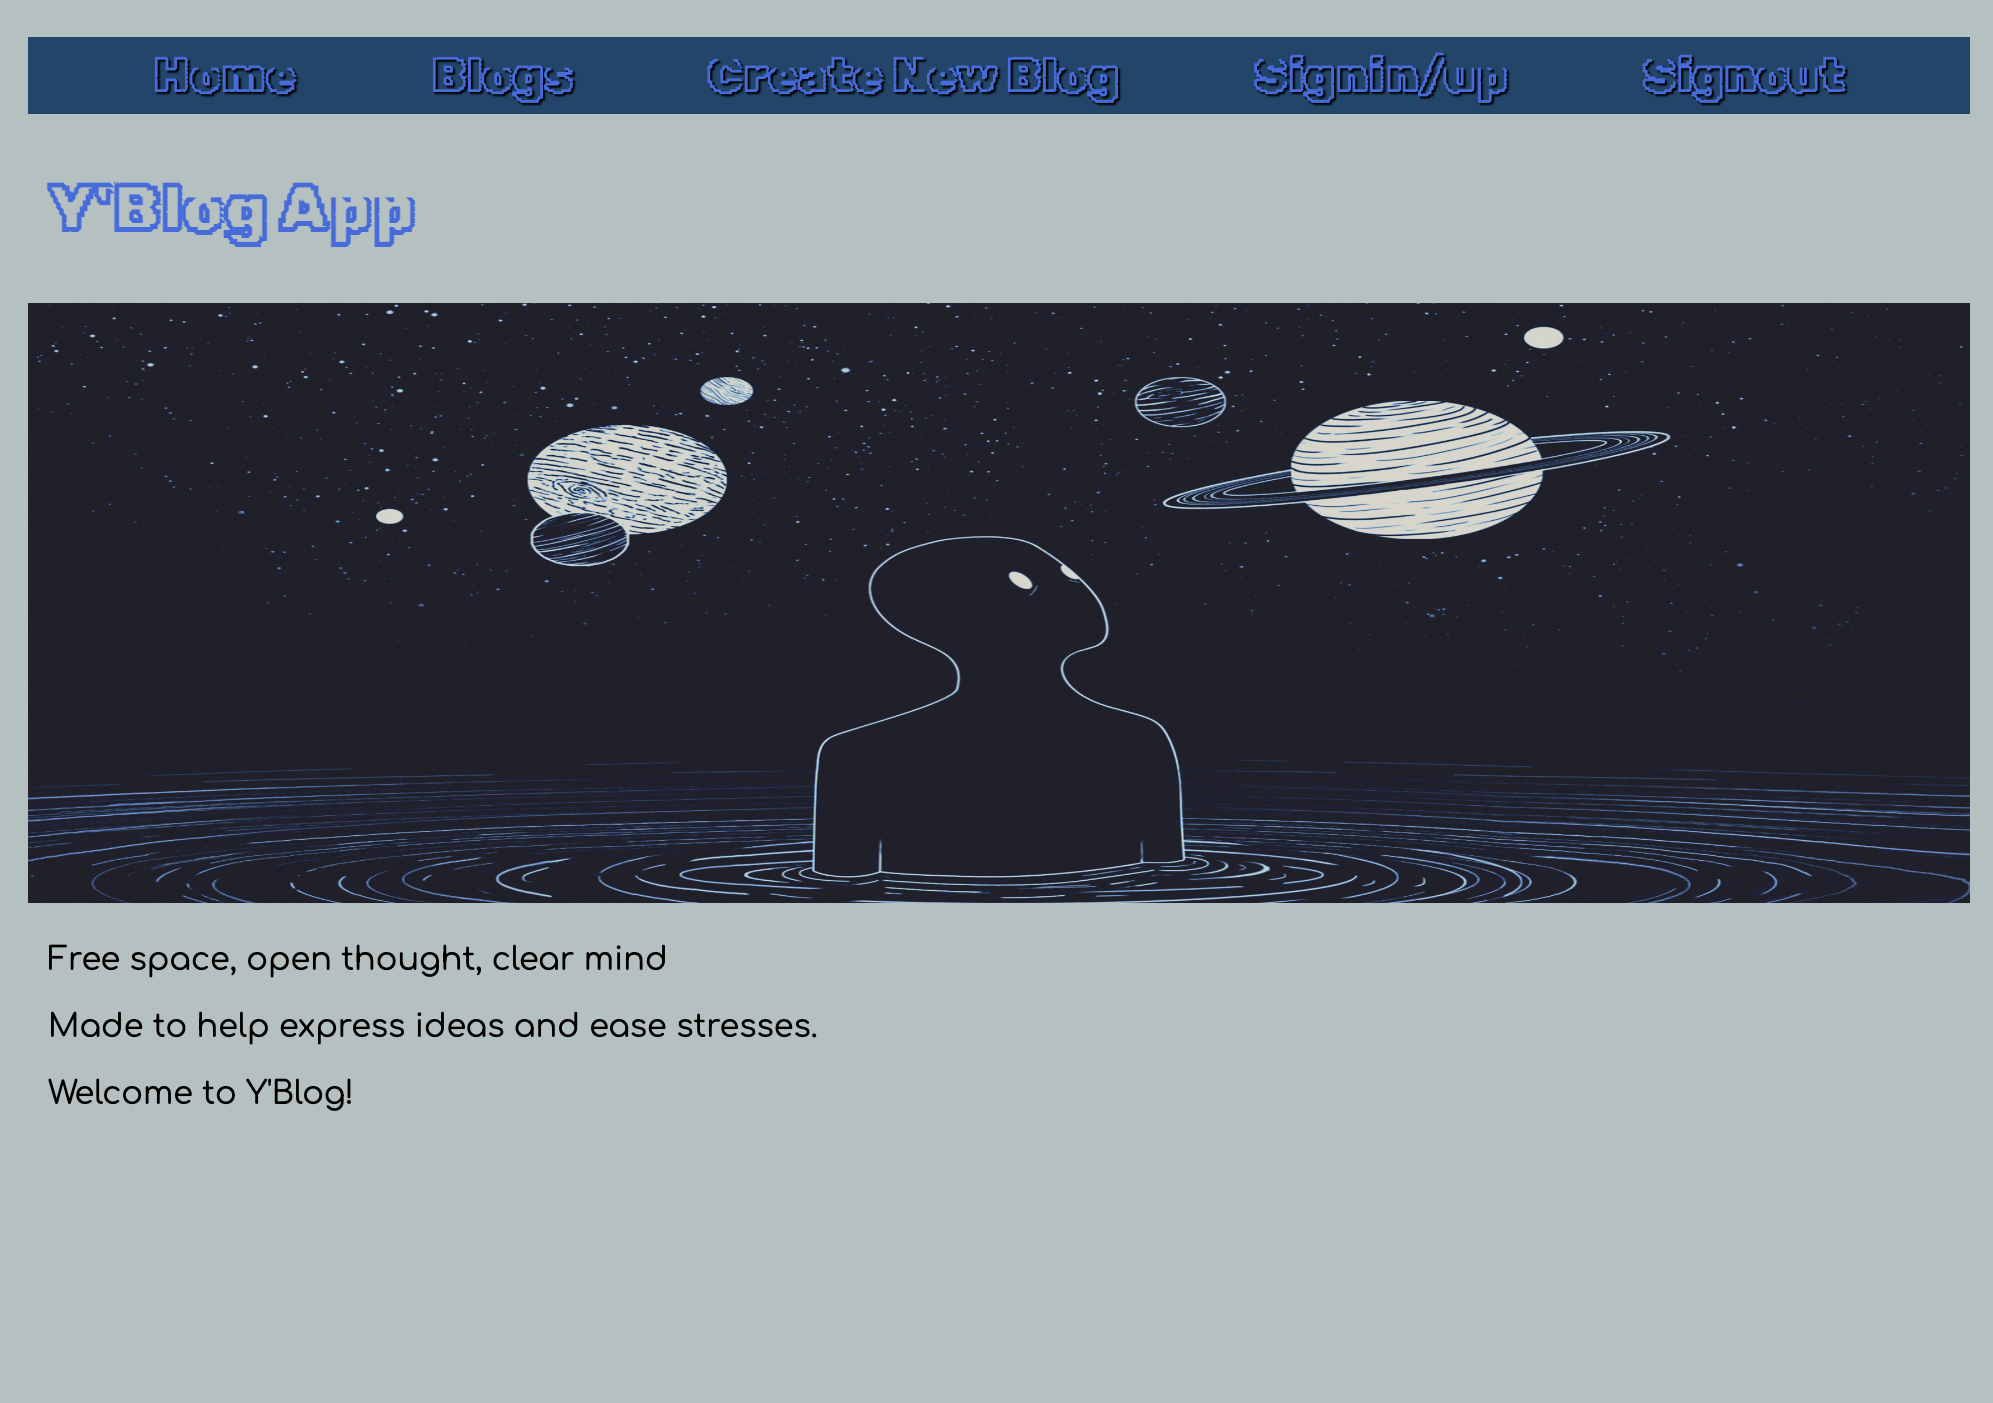 Home Blogs Create New Blog Signin/up Signout
Y'Blog App
Free space, open thought, clear mind
Made to help express ideas and ease stresses.
Welcome to Y'Blog!